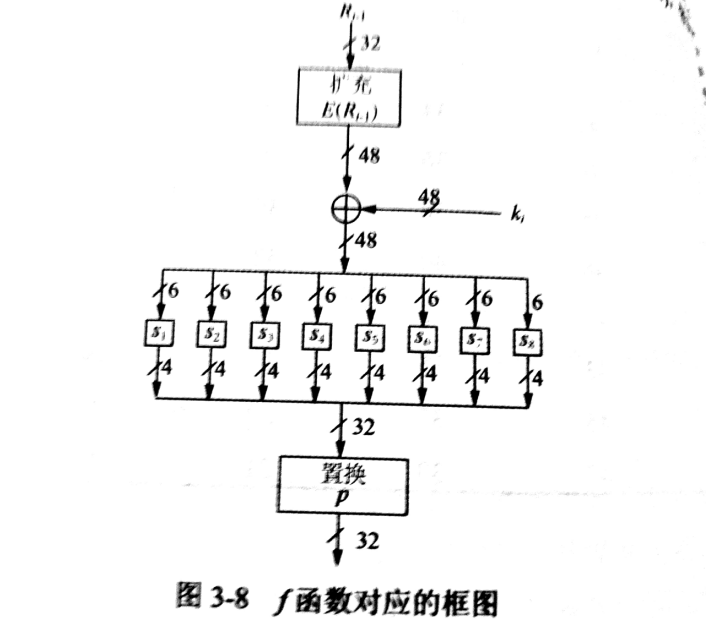 R_{i-1}
32
扩充
E(R_{i-1})
48
48
k_i
48
6 6 6 6 6 6 6 6
S_1 S_2 S_3 S_4 S_5 S_6 S_7 S_8
4 4 4 4 4 4 4 4
32
置换
P
32
图 3-8 f 函数对应的框图